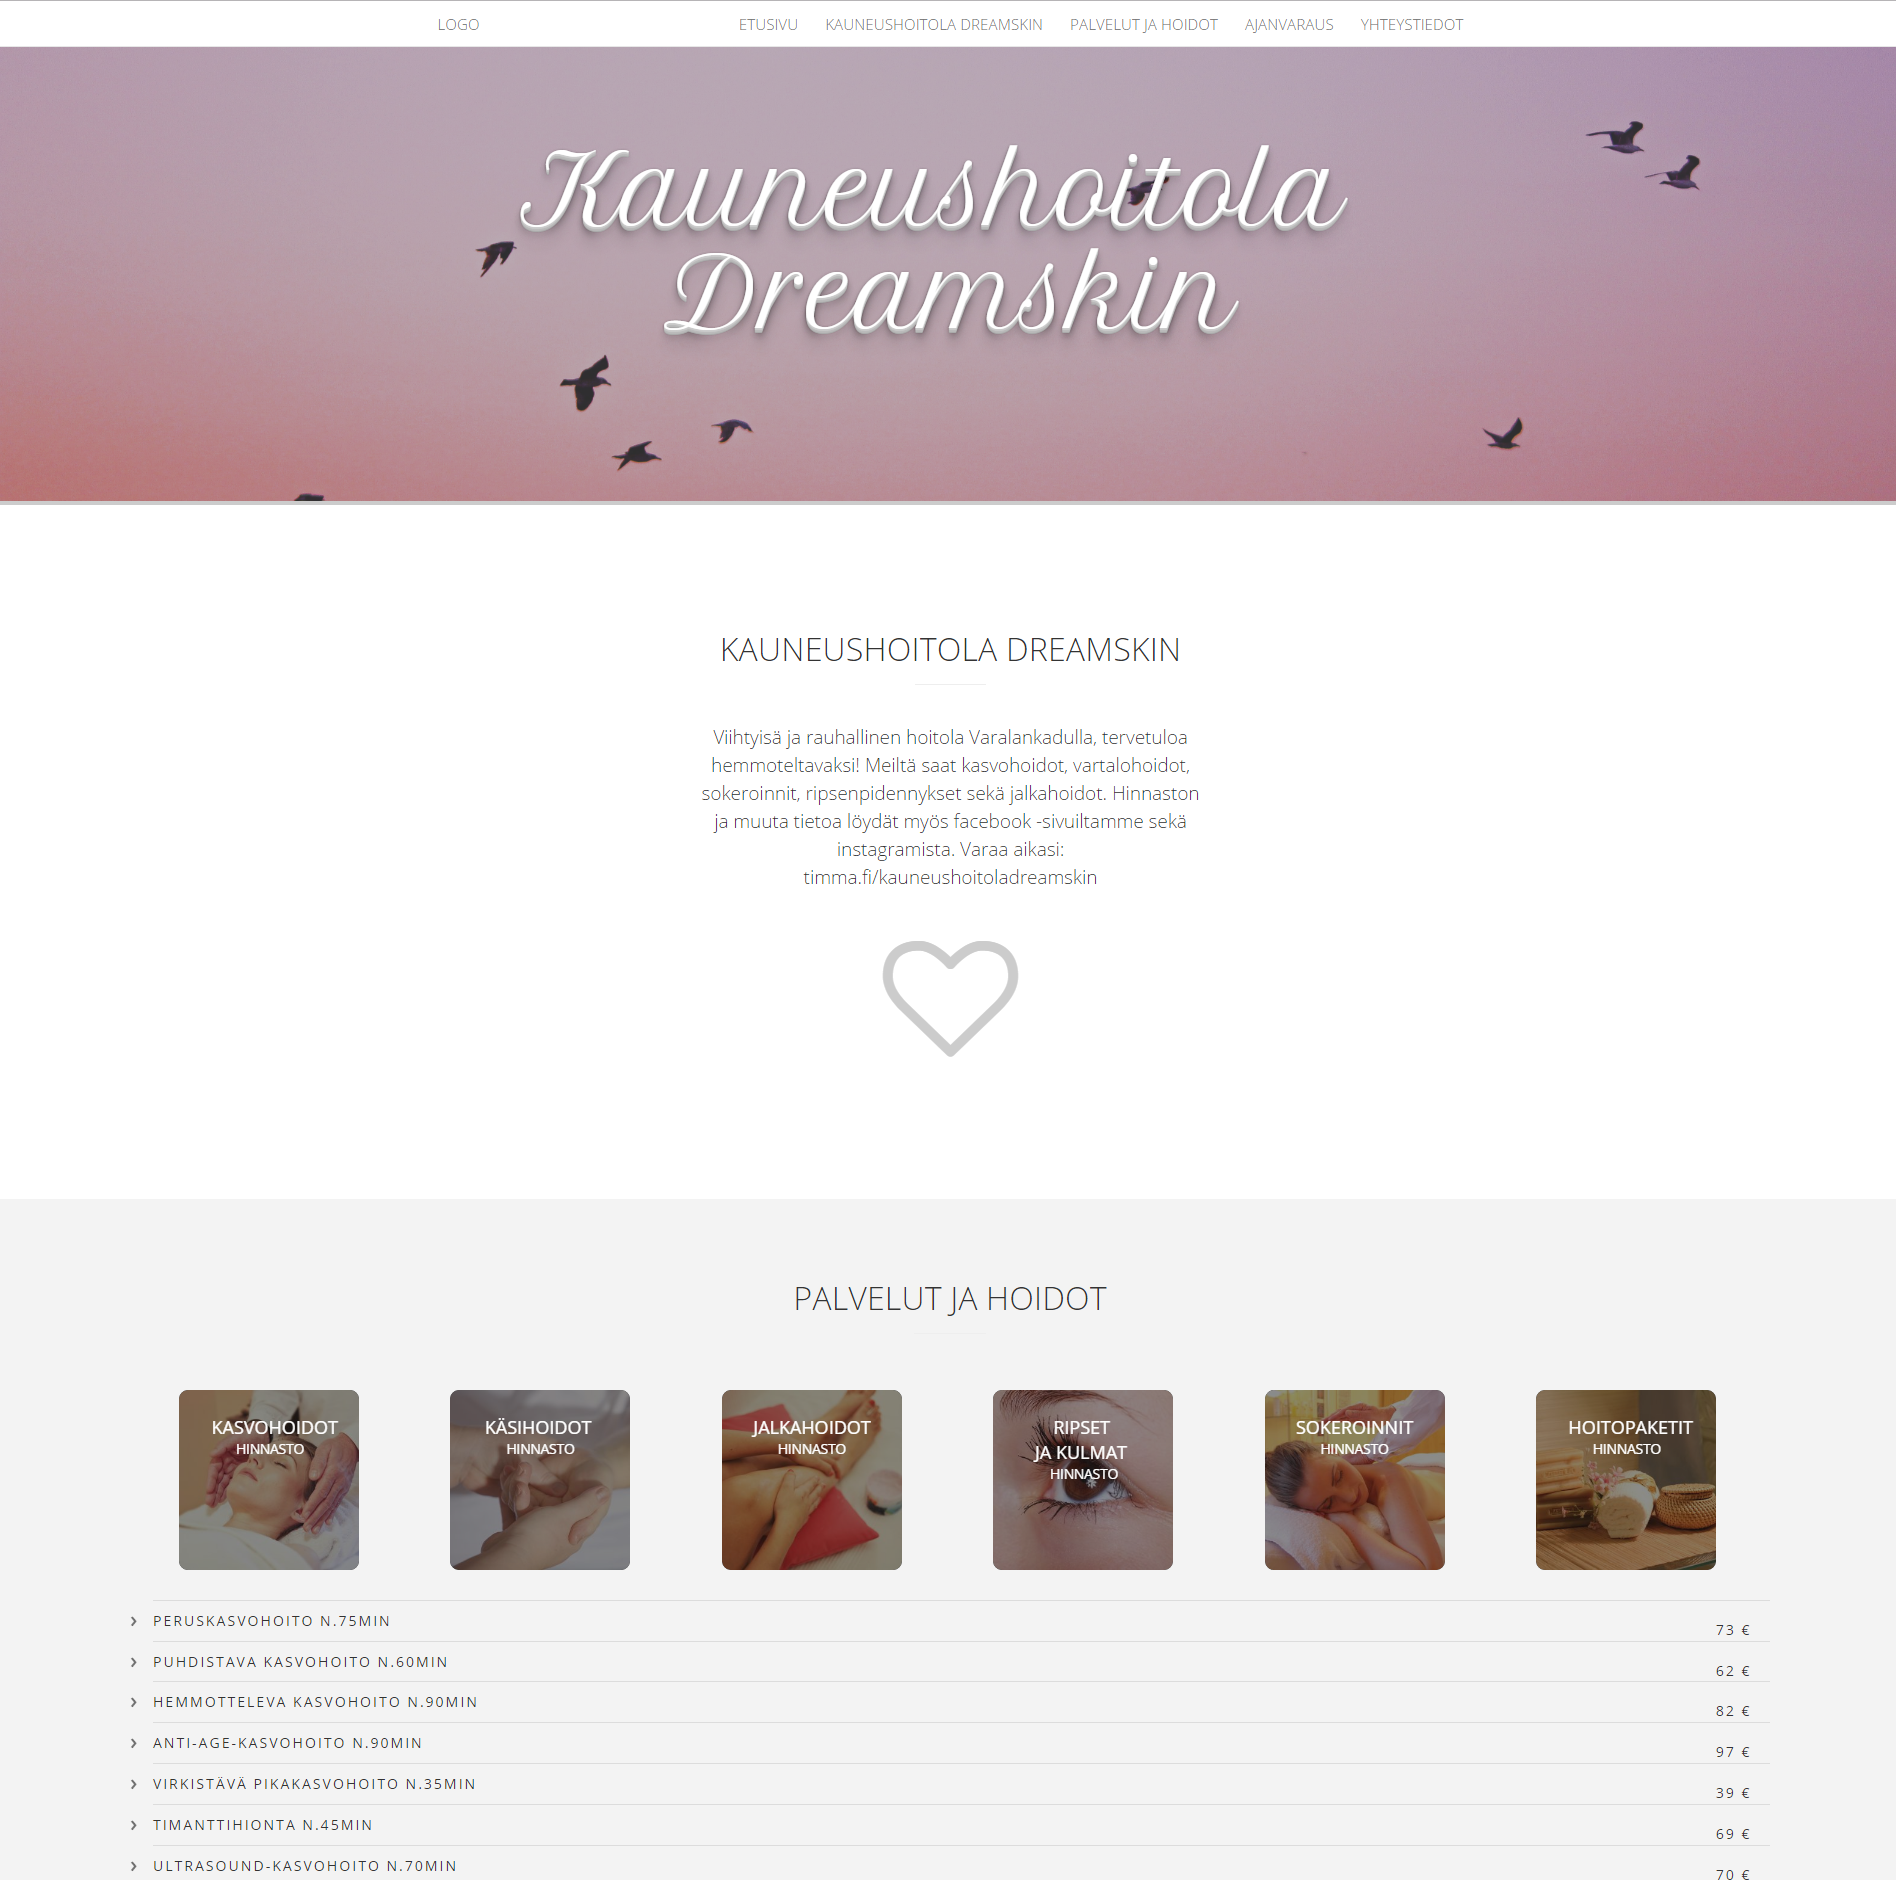 LOGO
ETUSIVU KAUNEUSHOITOLA DREAMSKIN PALVELUT JA HOIDOT AJANVARAUS YHTEYSTIEDOT
Kauneushoitola
Dreamskin
KAUNEUSHOITOLA DREAMSKIN
Viihtyisä ja rauhallinen hoitola Varalankadulla, tervetuloa
hemmoteltavaksi! Meiltä saat kasvohoidot, vartalohoidot,
sokeroinnit, ripsenpidennykset sekä jalkahoidot. Hinnaston
ja muuta tietoa löydät myös facebook -sivuiltamme sekä
instagramista. Varaa aikasi:
timma.fi/kauneushoitoladreamskin
PALVELUT JA HOIDOT
KASVOHOIDOT
HINNASTO
KÄSIHOIDOT
HINNASTO
JALKAHOIDOT
HINNASTO
RIPSET
JA KULMAT
HINNASTO
SOKEROINNIT
HINNASTO
HOITOPAKETIT
HINNASTO
PERUSKASVOHOITO N.75MIN 73 €
PUHDISTAVA KASVOHOITO N.60MIN 62 €
HEMMOTTELEVA KASVOHOITO N.90MIN 82 €
ANTI-AGE-KASVOHOITO N.90MIN 97 €
VIRKISTÄVÄ PIKAKASVOHOITO N.35MIN 39 €
TIMANTTIHIONTA N.45MIN 69 €
ULTRASOUND-KASVOHOITO N.70MIN 70 €